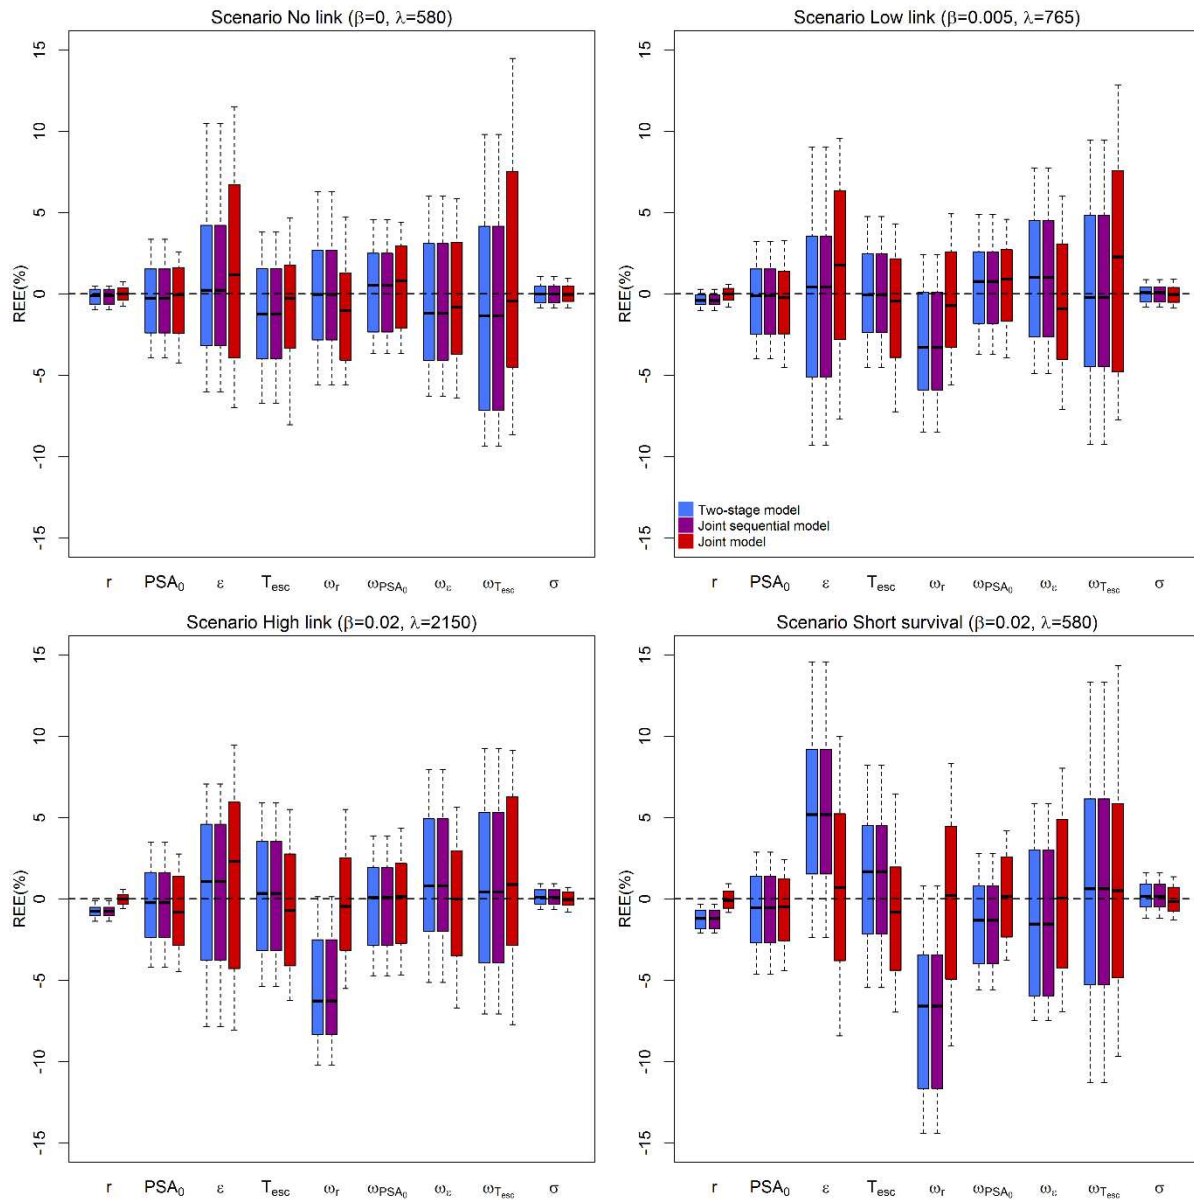 Scenario No link (β=0, λ=580)
REE(%)
15
10
5
0
-5
-10
-15
r PSA₀ ε Tesc ωr ωPSA₀ ωε ωTesc σ
Scenario Low link (β=0.005, λ=765)
REE(%)
15
10
5
0
-5
-10
-15
Two-stage model
Joint sequential model
Joint model
r PSA₀ ε Tesc ωr ωPSA₀ ωε ωTesc σ
Scenario High link (β=0.02, λ=2150)
REE(%)
15
10
5
0
-5
-10
-15
r PSA₀ ε Tesc ωr ωPSA₀ ωε ωTesc σ
Scenario Short survival (β=0.02, λ=580)
REE(%)
15
10
5
0
-5
-10
-15
r PSA₀ ε Tesc ωr ωPSA₀ ωε ωTesc σ